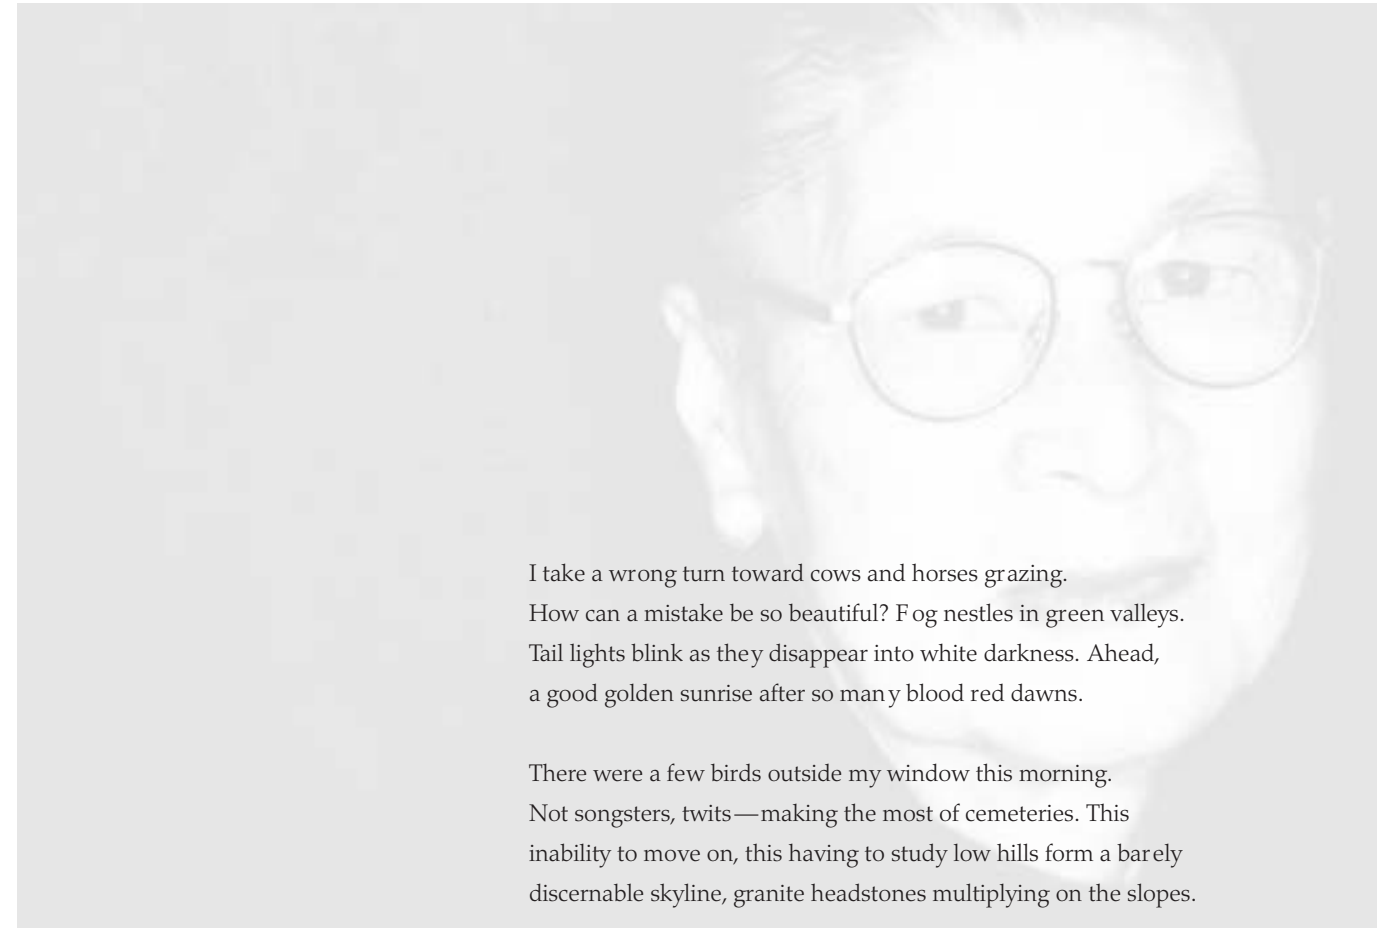 I take a wrong turn toward cows and horses grazing.
How can a mistake be so beautiful? Fog nestles in green valleys.
Tail lights blink as they disappear into white darkness. Ahead,
a good golden sunrise after so many blood red dawns.
There were a few birds outside my window this morning.
Not songsters, twits—making the most of cemeteries. This
inability to move on, this having to study low hills form a barely
discernable skyline, granite headstones multiplying on the slopes.